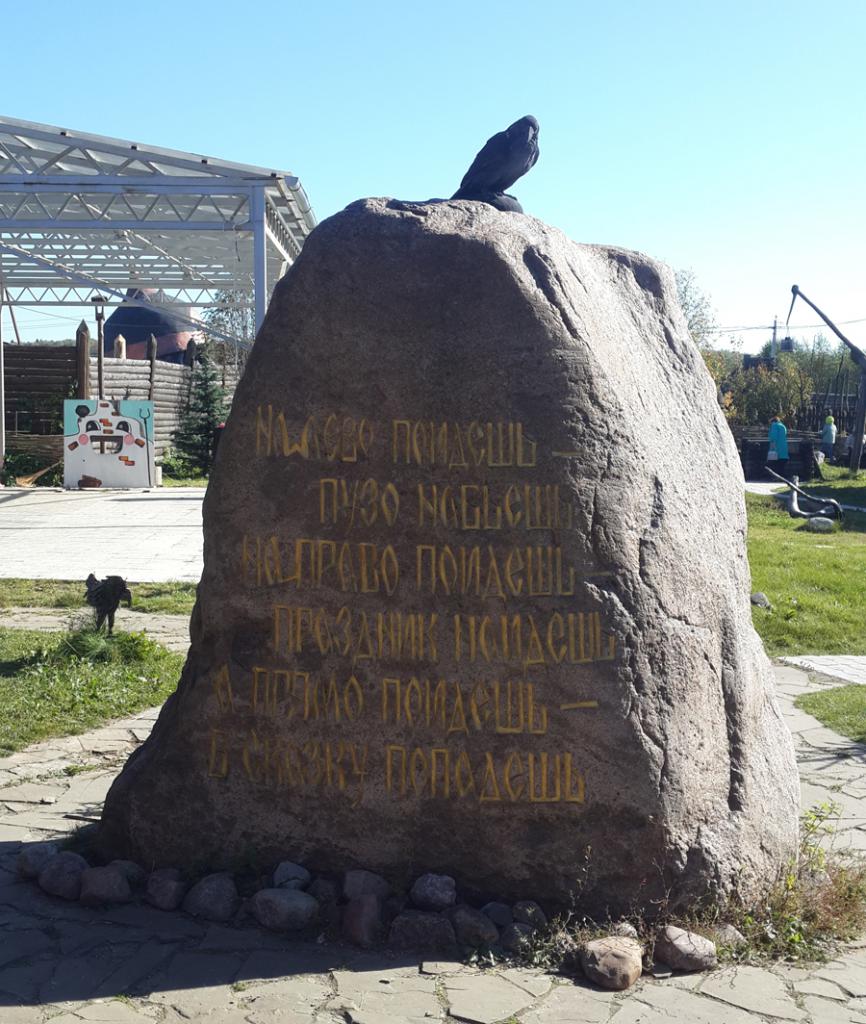 Налево пойдешь –
пузо набьешь
направо пойдешь –
праздник найдешь
а прямо пойдешь –
в сказку попадешь